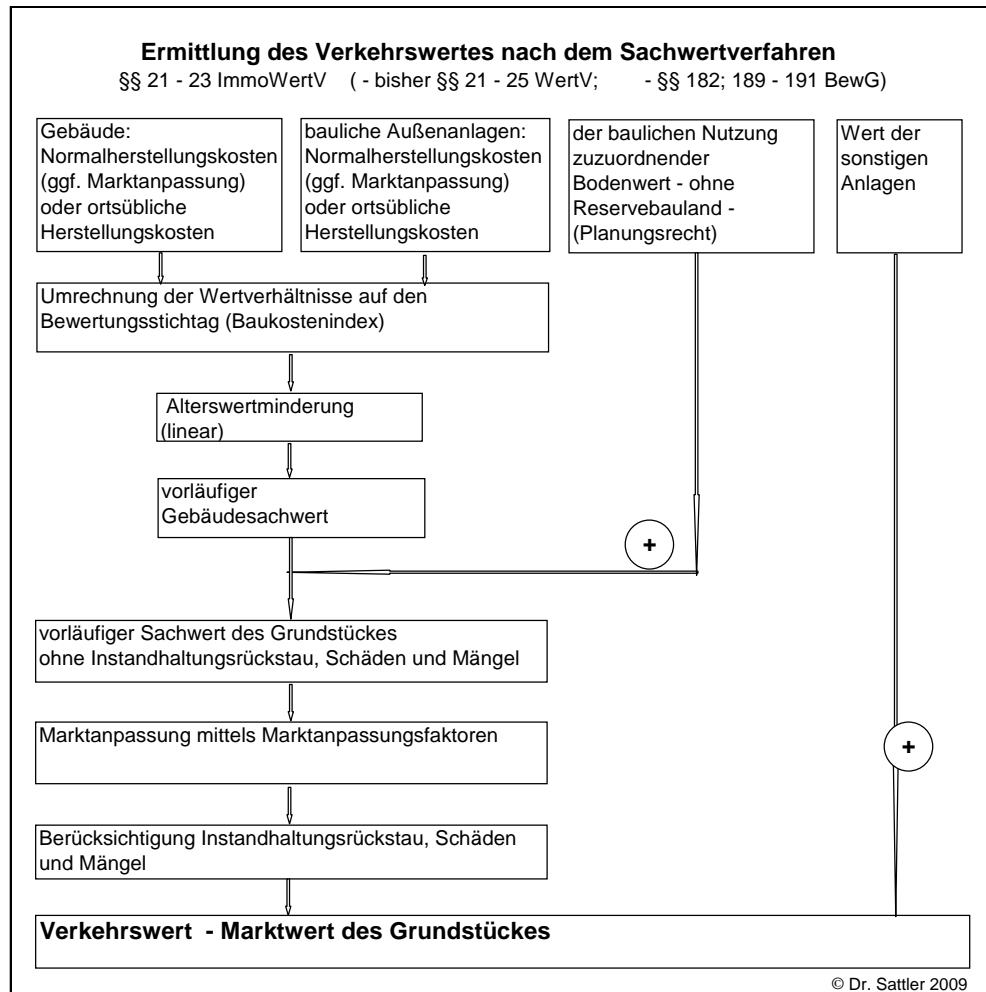 Ermittlung des Verkehrswertes nach dem Sachwertverfahren
§§ 21 - 23 ImmoWertV ( - bisher §§ 21 - 25 WertV; - §§ 182; 189 - 191 BewG)
Gebäude:
Normalherstellungskosten
(ggf. Marktanpassung)
oder ortsübliche
Herstellungskosten
bauliche Außenanlagen:
Normalherstellungskosten
(ggf. Marktanpassung)
oder ortsübliche
Herstellungskosten
der baulichen Nutzung
zuzuordnender
Bodenwert - ohne
Reservebauland -
(Planungsrecht)
Wert der
sonstigen
Anlagen
Umrechnung der Wertverhältnisse auf den
Bewertungsstichtag (Baukostenindex)
Alterswertminderung
(linear)
vorläufiger
Gebäudesachwert
+
vorläufiger Sachwert des Grundstückes
ohne Instandhaltungsrückstau, Schäden und Mängel
Marktanpassung mittels Marktanpassungsfaktoren
+
Berücksichtigung Instandhaltungsrückstau, Schäden
und Mängel
Verkehrswert - Marktwert des Grundstückes
© Dr. Sattler 2009